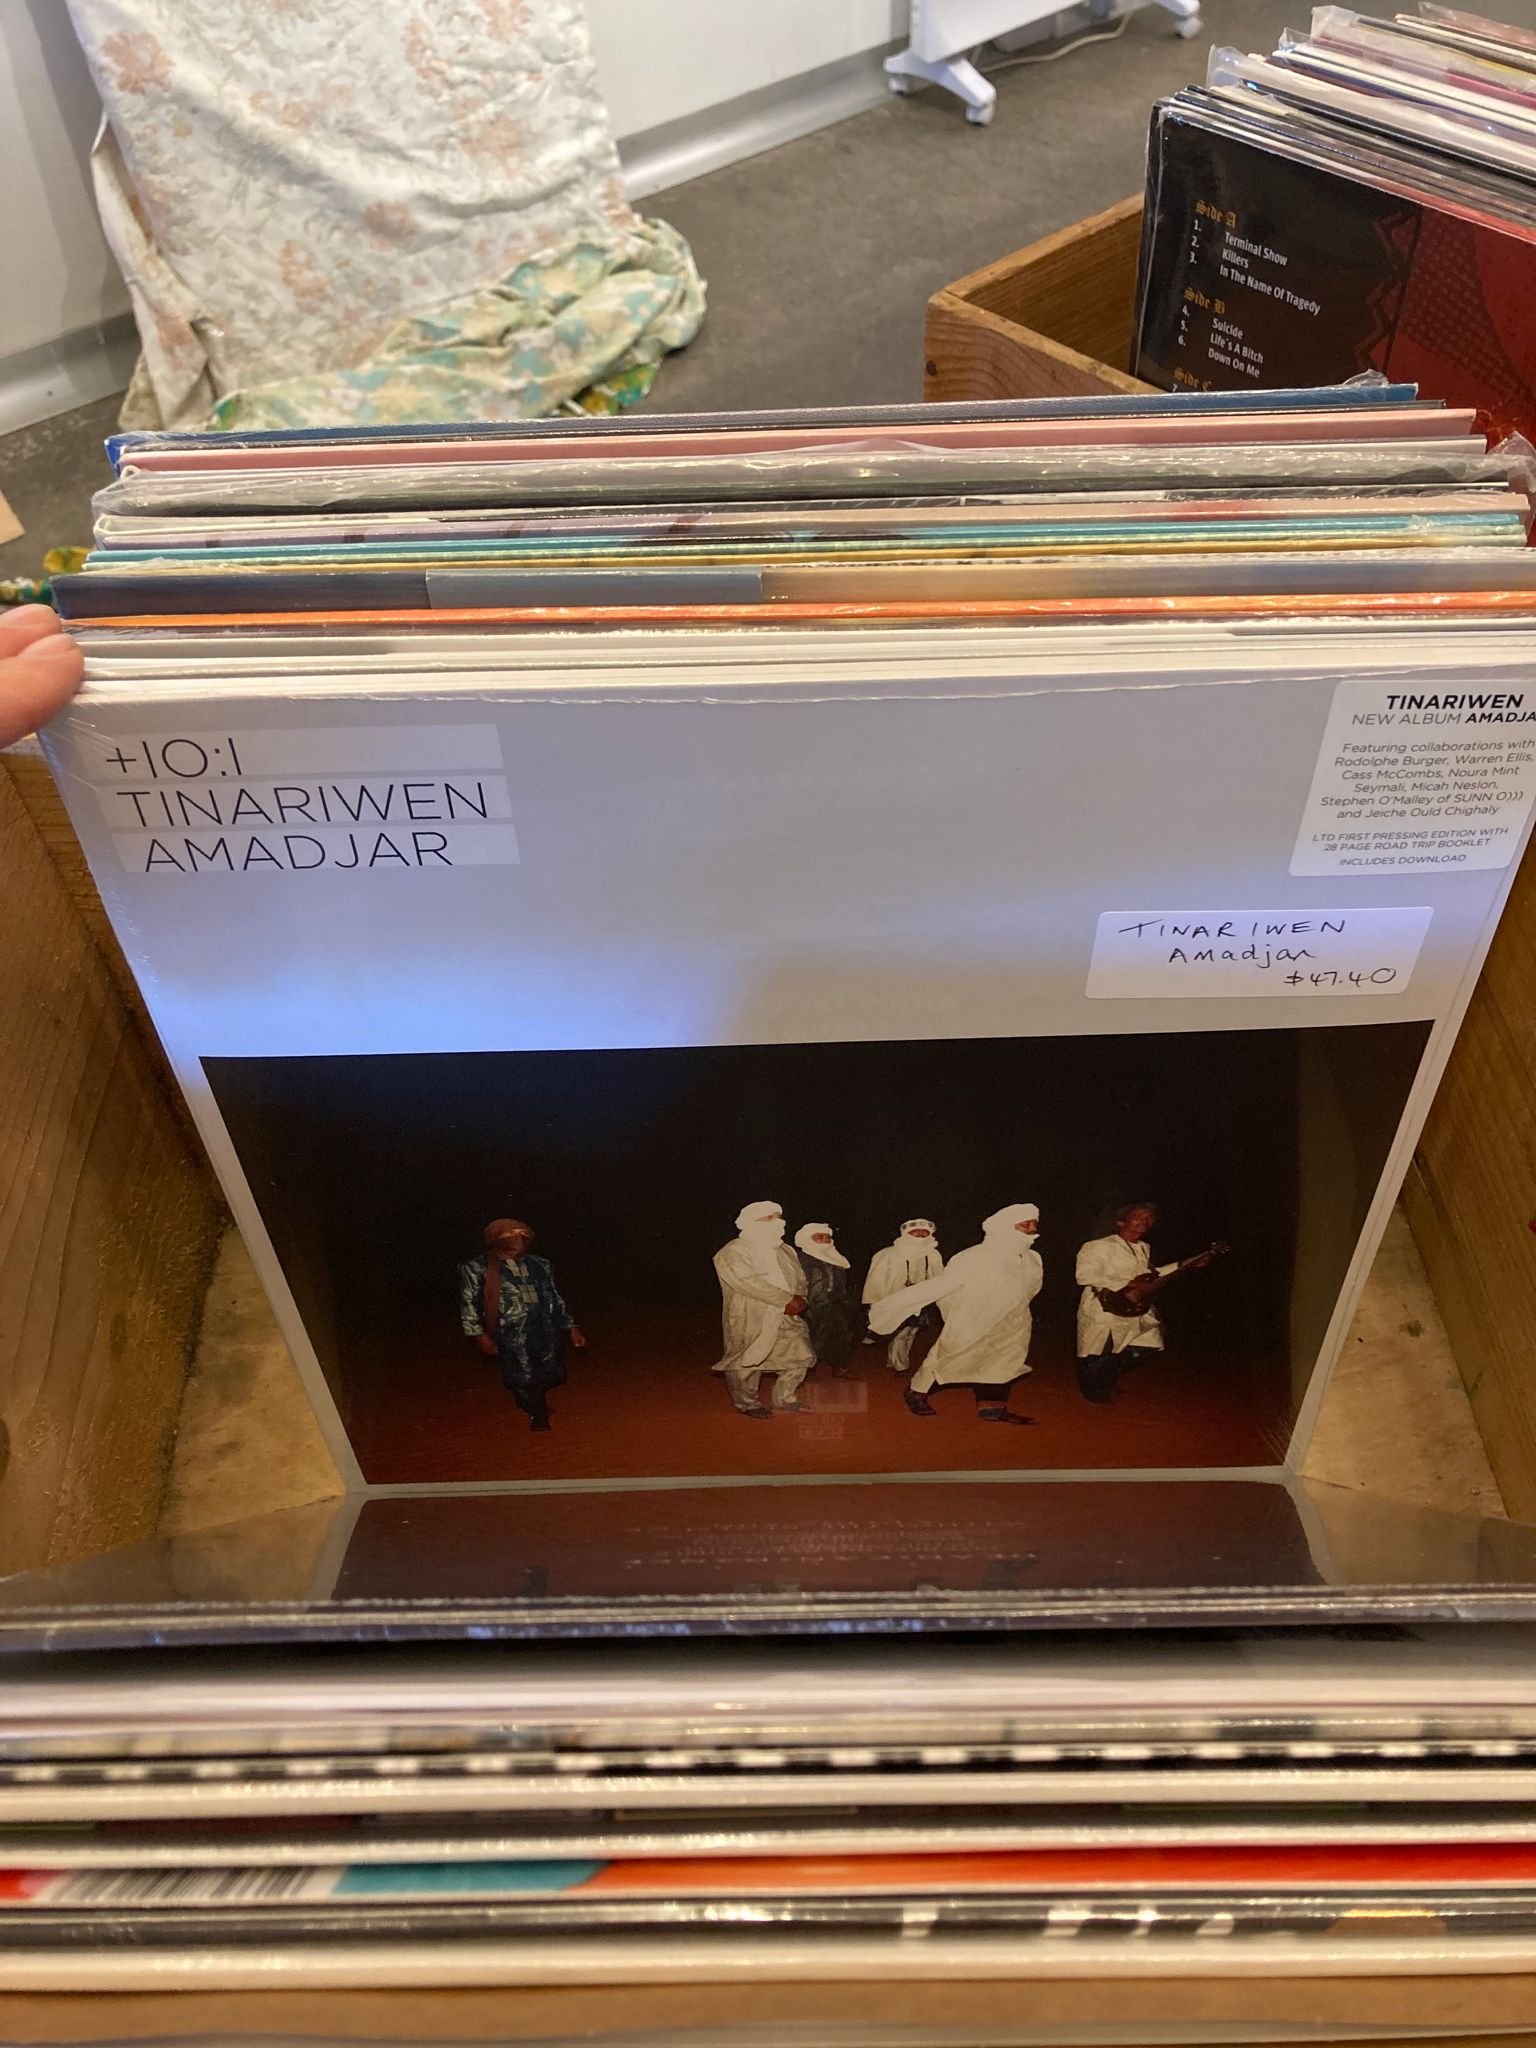 Side A
1. Terminal Show
2. Killers
3. In The Name Of Tragedy
Side B
4. Suicide
5. Life's A Bitch
6. Down On Me
Side C
7.
+IO:I
TINARIWEN
AMADJAR
TINARIWEN
NEW ALBUM AMADJA
Featuring collaborations with
Rodolphe Burger, Warren Ellis,
Cass McCombs, Noura Mint
Seymali, Micah Neslon,
Stephen O'Malley of SUNN O)))
and Jeiche Ould Chighaly
LTD FIRST PRESSING EDITION WITH
28 PAGE ROAD TRIP BOOKLET
INCLUDES DOWNLOAD
TINARIWEN
Amadjar
$47.40